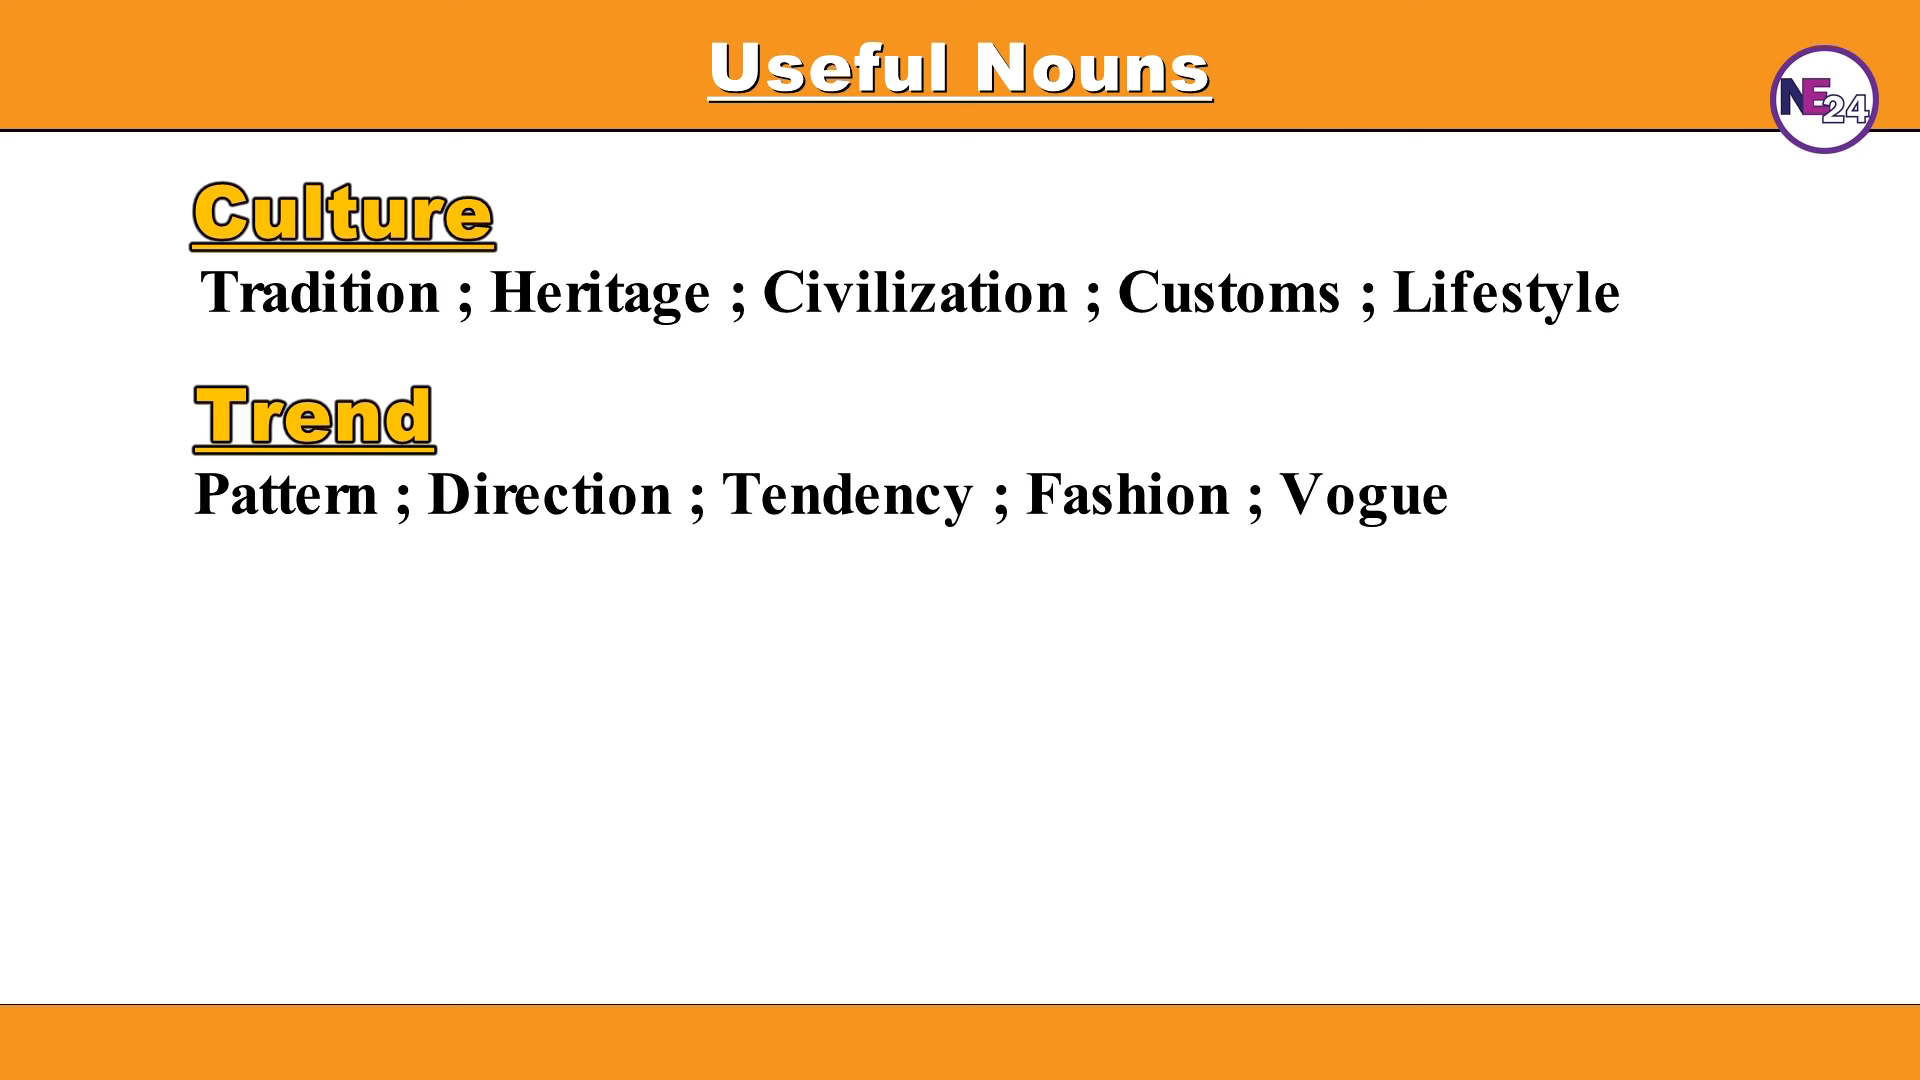 Useful Nouns
NE24
Culture
Tradition ; Heritage ; Civilization ; Customs ; Lifestyle
Trend
Pattern ; Direction ; Tendency ; Fashion ; Vogue